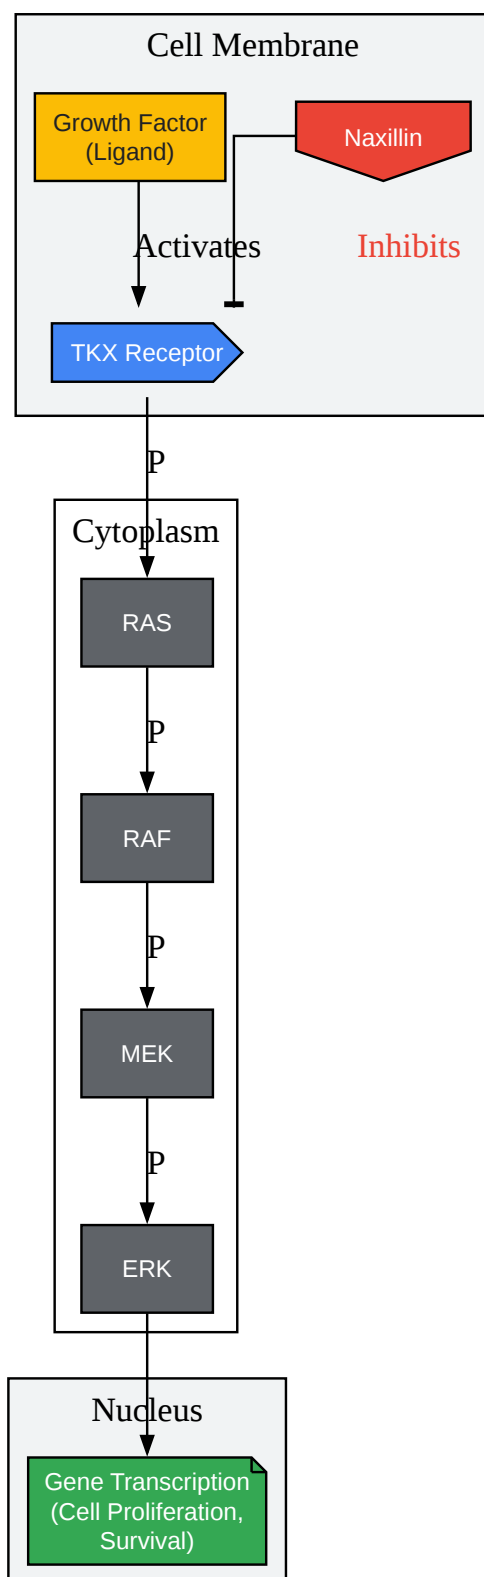 Cell Membrane
Growth Factor
(Ligand)
Naxillin
Activates
Inhibits
TKX Receptor
P
Cytoplasm
RAS
P
RAF
P
MEK
P
ERK
Nucleus
Gene Transcription
(Cell Proliferation,
Survival)